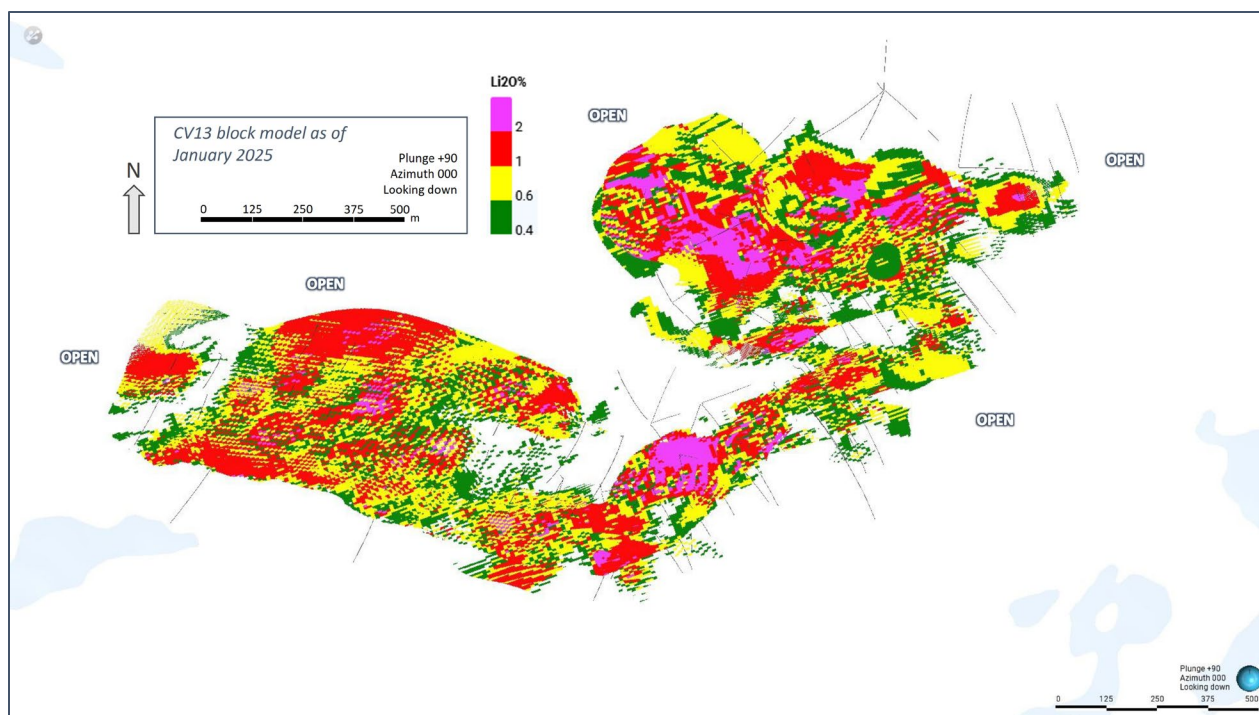 Li2O%
2
1
0.6
0.4
CV13 block model as of
January 2025
Plunge +90
Azimuth 000
Looking down
0 125 250 375 500
m
N
OPEN
OPEN
OPEN
OPEN
OPEN
Plunge +90
Azimuth 000
Looking down
0 125 250 375 500